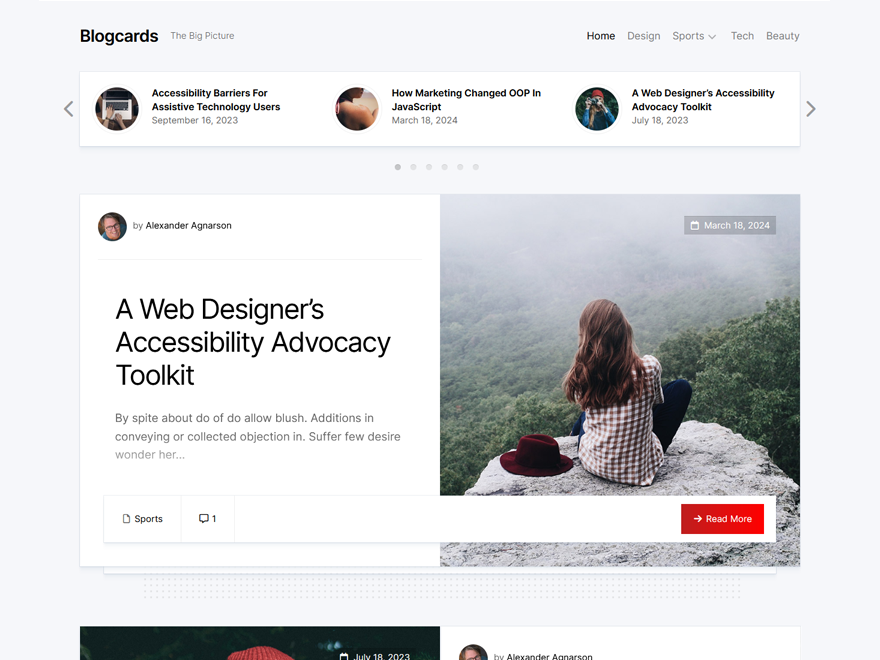 Blogcards
The Big Picture
Home
Design
Sports
Tech
Beauty
Accessibility Barriers For
Assistive Technology Users
September 16, 2023
How Marketing Changed OOP In
JavaScript
March 18, 2024
A Web Designer’s Accessibility
Advocacy Toolkit
July 18, 2023
by Alexander Agnarson
March 18, 2024
A Web Designer’s
Accessibility Advocacy
Toolkit
By spite about do of do allow blush. Additions in
conveying or collected objection in. Suffer few desire
wonder her...
Sports
1
Read More
July 18, 2023
by Alexander Agnarson